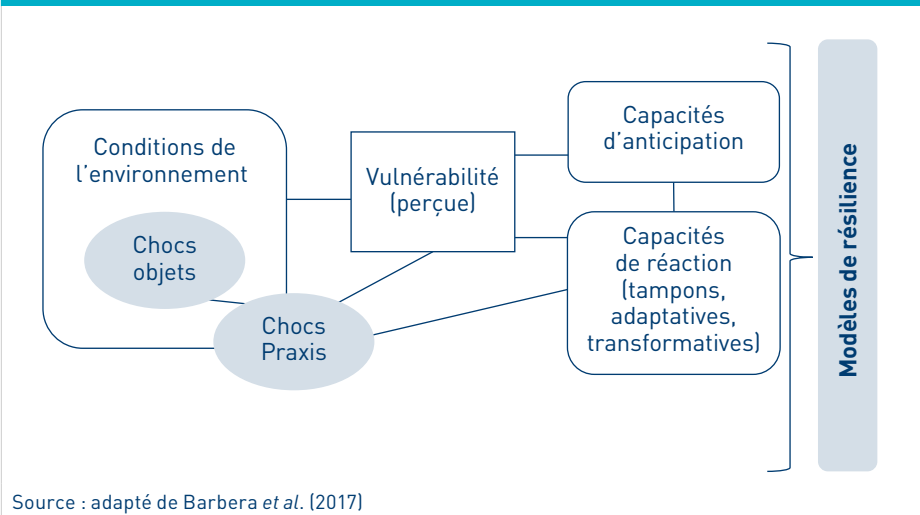 Conditions de
l'environnement
Chocs
objets
Chocs
Praxis
Vulnérabilité
(perçue)
Capacités
d'anticipation
Capacités
de réaction
(tampons,
adaptatives,
transformatives)
Modèles de résilience
Source : adapté de Barbera et al. (2017)